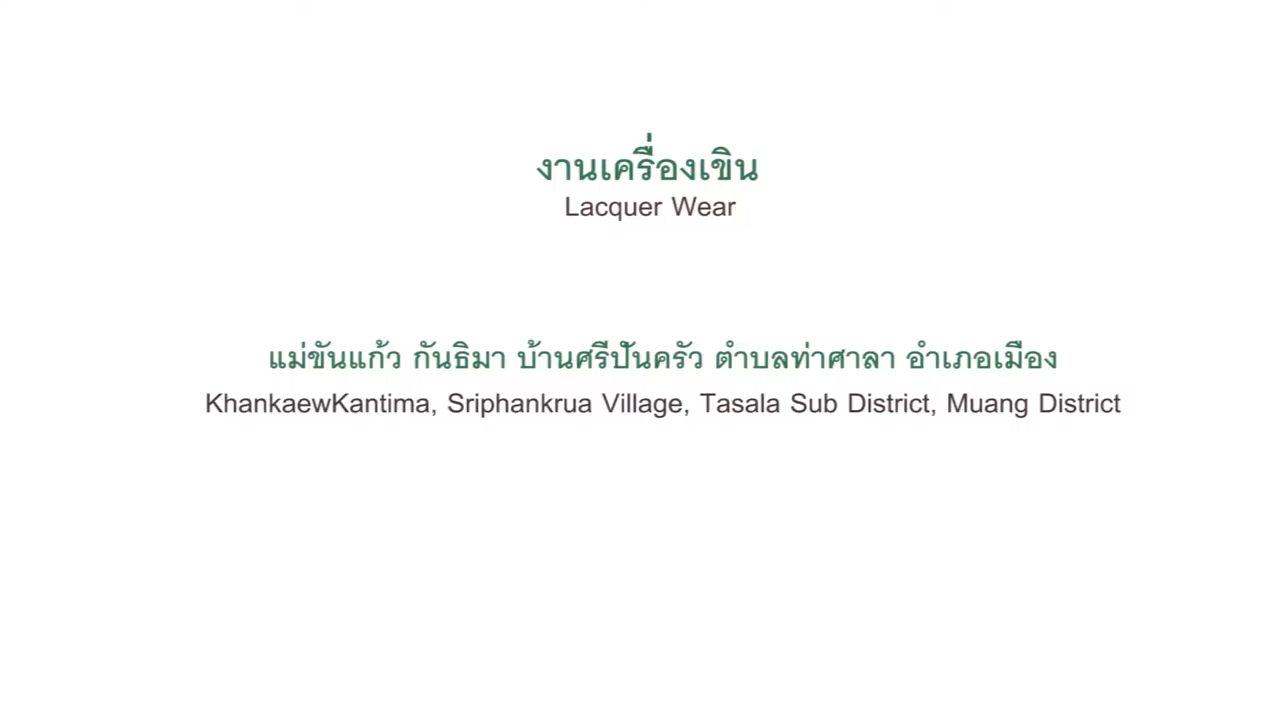 งานเครื่องเขิน
Lacquer Wear
แม่ขันแก้ว กันธิมา บ้านศรีปันครัว ตำบลท่าศาลา อำเภอเมือง
KhankaewKantima, Sriphankrua Village, Tasala Sub District, Muang District